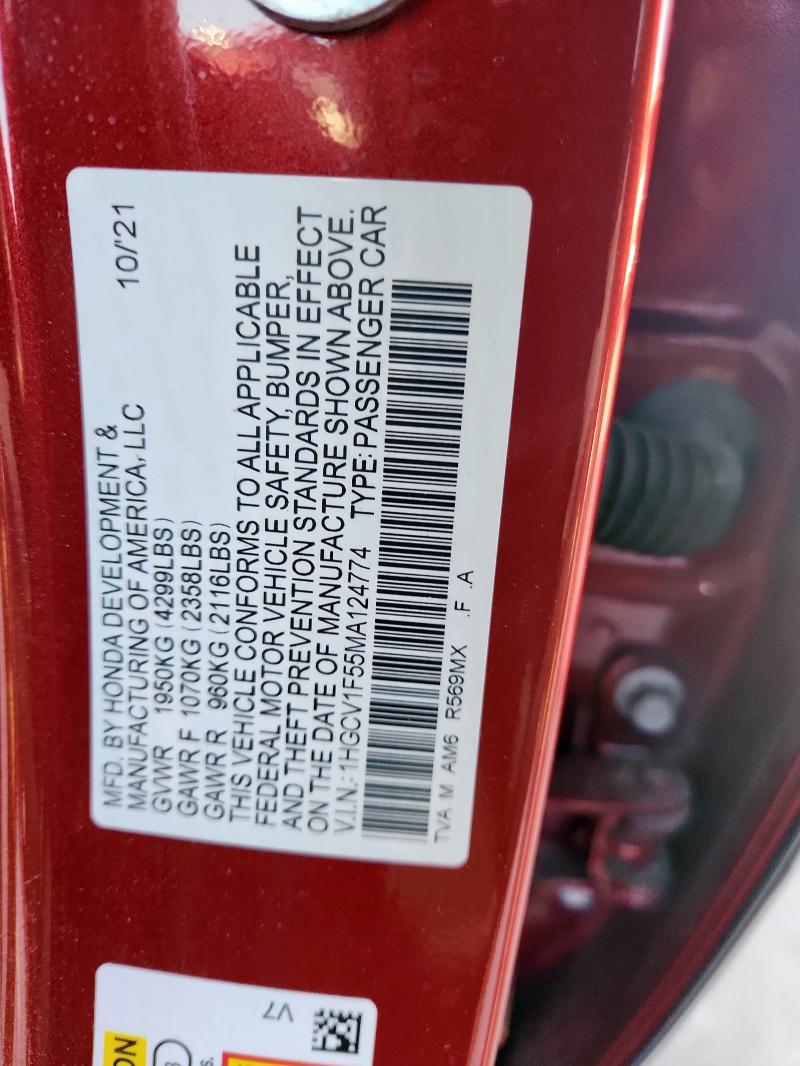 MFD. BY HONDA DEVELOPMENT &
MANUFACTURING OF AMERICA, LLC 10/'21
GVWR 1950KG (4299LBS)
GAWR F 1070KG (2358LBS)
GAWR R 960KG (2116LBS)
THIS VEHICLE CONFORMS TO ALL APPLICABLE
FEDERAL MOTOR VEHICLE SAFETY, BUMPER,
AND THEFT PREVENTION STANDARDS IN EFFECT
ON THE DATE OF MANUFACTURE SHOWN ABOVE.
V.I.N.: 1HGCV1F55MA124774 TYPE: PASSENGER CAR
TVA M AM6 R569MX .F .A
V7
ON
s.